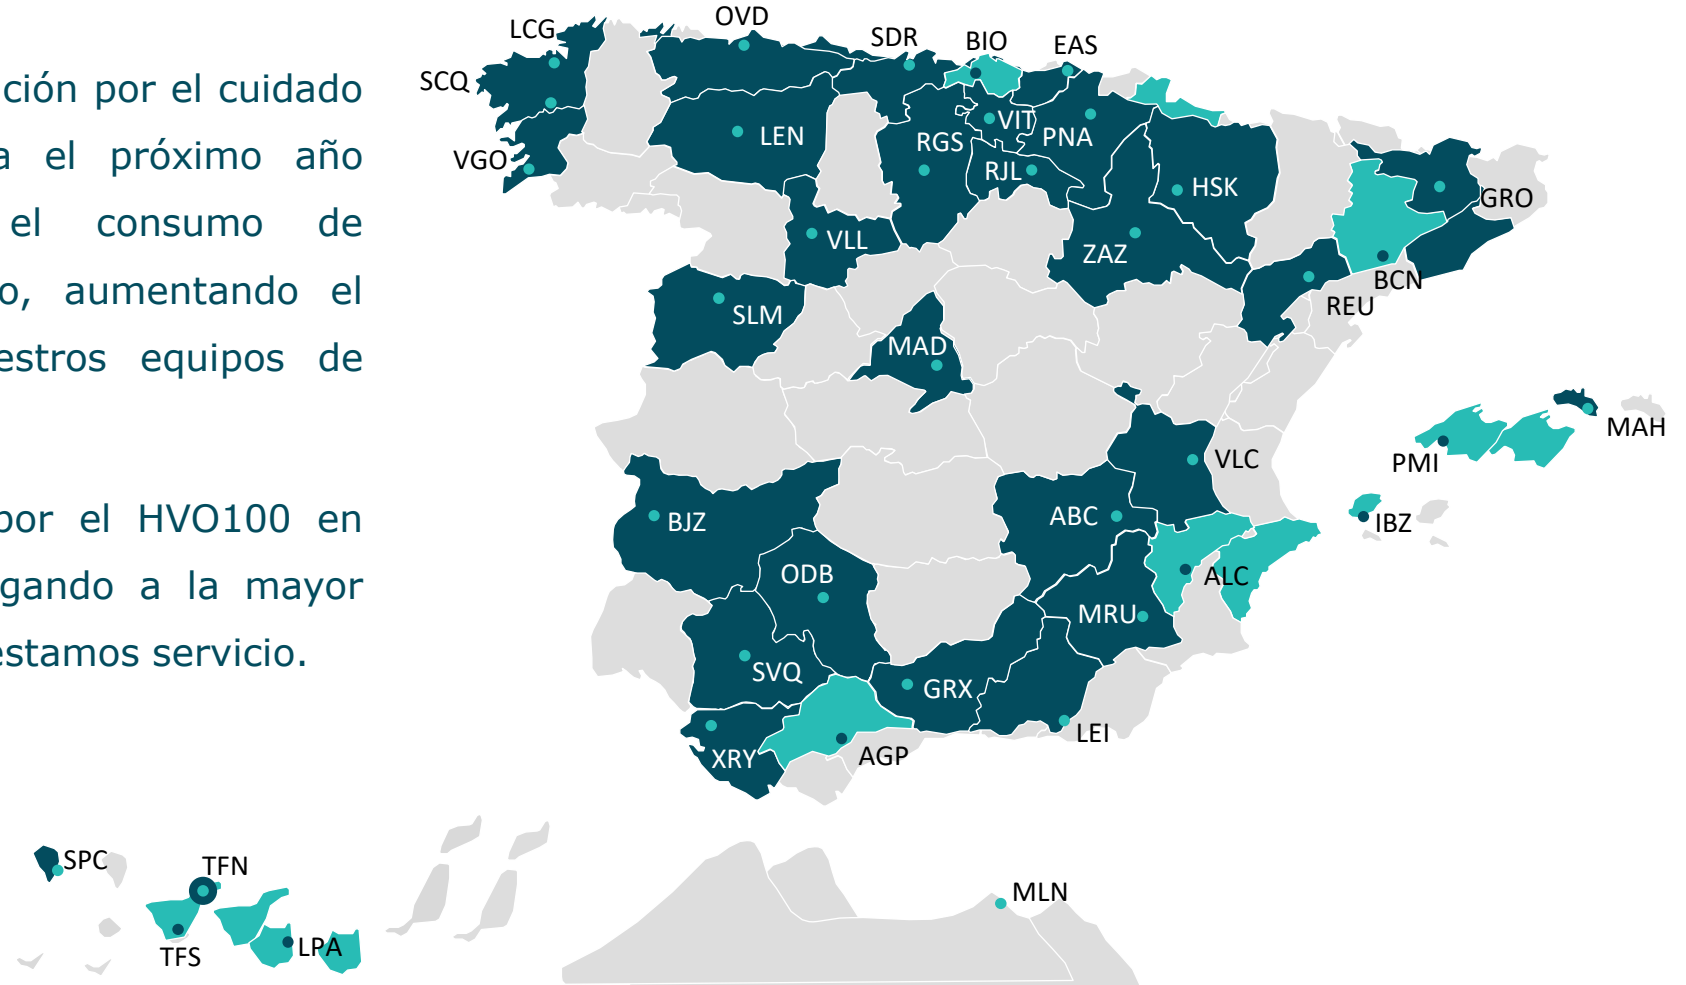 ción por el cuidado
a el próximo año
el consumo de
o, aumentando el
estros equipos de
por el HVO100 en
gando a la mayor
estamos servicio.
OVD
LCG
SDR
BIO
EAS
SCQ
LEN
VIT
PNA
RGS
VGO
RJL
HSK
GRO
VLL
ZAZ
BCN
REU
SLM
MAD
MAH
PMI
VLC
BJZ
ABC
IBZ
ODB
ALC
MRU
SVQ
GRX
LEI
XRY
AGP
SPC
TFN
MLN
TFS
LPA